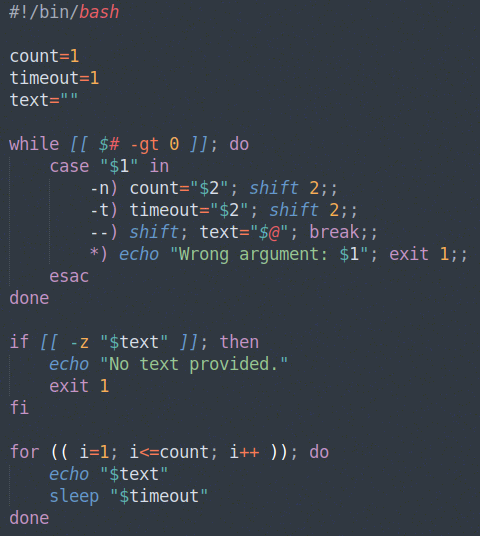 #!/bin/bash

count=1
timeout=1
text=""

while [[ $# -gt 0 ]]; do
    case "$1" in
        -n) count="$2"; shift 2;;
        -t) timeout="$2"; shift 2;;
        --) shift; text="$@"; break;;
        *) echo "Wrong argument: $1"; exit 1;;
    esac
done

if [[ -z "$text" ]]; then
    echo "No text provided."
    exit 1
fi

for (( i=1; i<=count; i++ )); do
    echo "$text"
    sleep "$timeout"
done